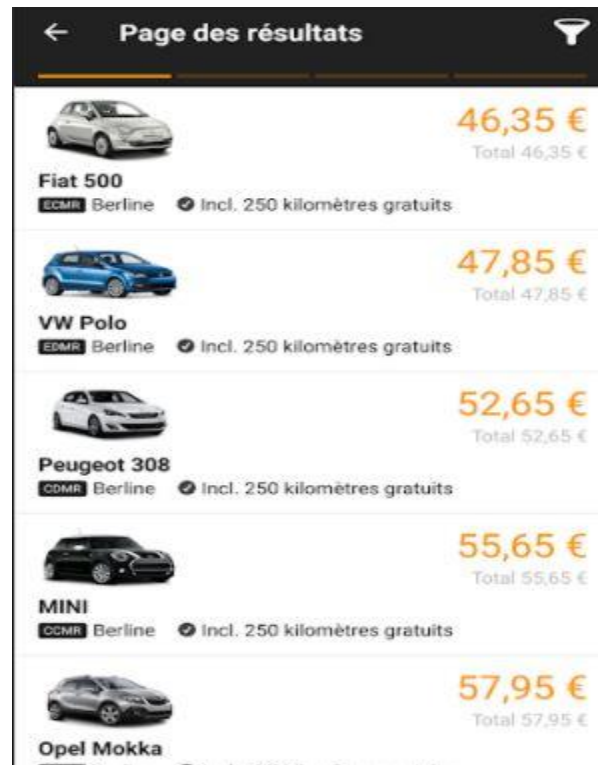 Page des résultats
46,35 €
Total 46,35 €
Fiat 500
ECMR Berline Incl. 250 kilomètres gratuits
47,85 €
Total 47,85 €
VW Polo
EDMR Berline Incl. 250 kilomètres gratuits
52,65 €
Total 52,65 €
Peugeot 308
CDMR Berline Incl. 250 kilomètres gratuits
55,65 €
Total 55,65 €
MINI
CCMR Berline Incl. 250 kilomètres gratuits
57,95 €
Total 57,95 €
Opel Mokka